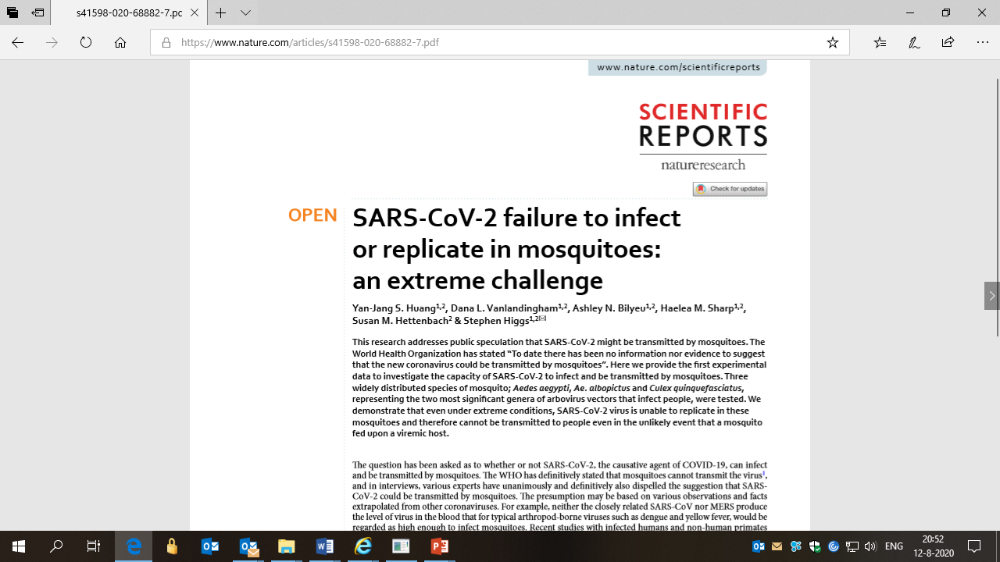 s41598-020-68882-7.pc
https://www.nature.com/articles/s41598-020-68882-7.pdf
www.nature.com/scientificreports
SCIENTIFIC
REPORTS
natureresearch
Check for updates
OPEN
SARS-CoV-2 failure to infect
or replicate in mosquitoes:
an extreme challenge
Yan-Jang S. Huang1,2, Dana L. Vanlandingham1,2, Ashley N. Bilyeu1,2, Haelea M. Sharp1,2,
Susan M. Hettenbach2 & Stephen Higgs1,2✉
This research addresses public speculation that SARS-CoV-2 might be transmitted by mosquitoes. The
World Health Organization has stated “To date there has been no information nor evidence to suggest
that the new coronavirus could be transmitted by mosquitoes”. Here we provide the first experimental
data to investigate the capacity of SARS-CoV-2 to infect and be transmitted by mosquitoes. Three
widely distributed species of mosquito; Aedes aegypti, Ae. albopictus and Culex quinquefasciatus,
representing the two most significant genera of arbovirus vectors that infect people, were tested. We
demonstrate that even under extreme conditions, SARS-CoV-2 virus is unable to replicate in these
mosquitoes and therefore cannot be transmitted to people even in the unlikely event that a mosquito
fed upon a viremic host.
The question has been asked as to whether or not SARS-CoV-2, the causative agent of COVID-19, can infect
and be transmitted by mosquitoes. The WHO has definitively stated that mosquitoes cannot transmit the virus1,
and in interviews, various experts have unanimously and definitively also dispelled the suggestion that SARS-
CoV-2 could be transmitted by mosquitoes. The presumption may be based on various observations and facts
extrapolated from other coronaviruses. For example, neither the closely related SARS-CoV nor MERS produce
the level of virus in the blood that for typical arthropod-borne viruses such as dengue and yellow fever, would be
regarded as high enough to infect mosquitoes. Recent studies with infected humans and non-human primates
ENG
20:52
12-8-2020